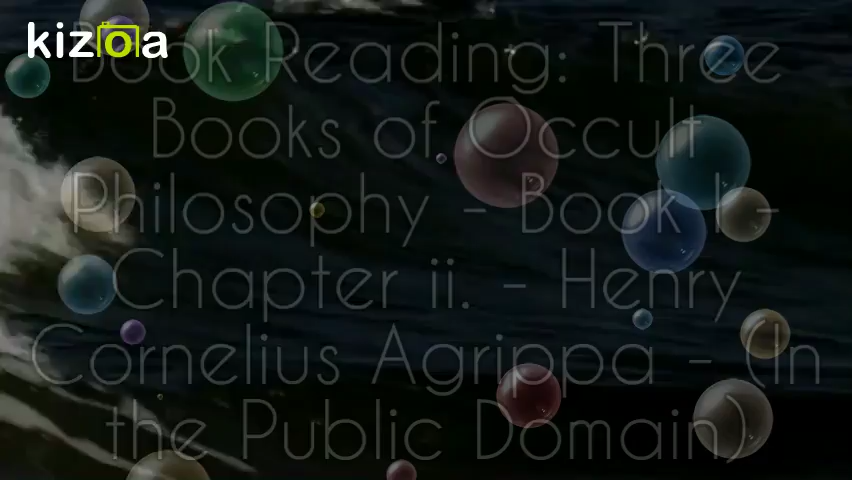 kizoa
Book Reading: Three
Books of Occult
Philosophy - Book I -
Chapter ii. - Henry
Cornelius Agrippa - (In
the Public Domain)